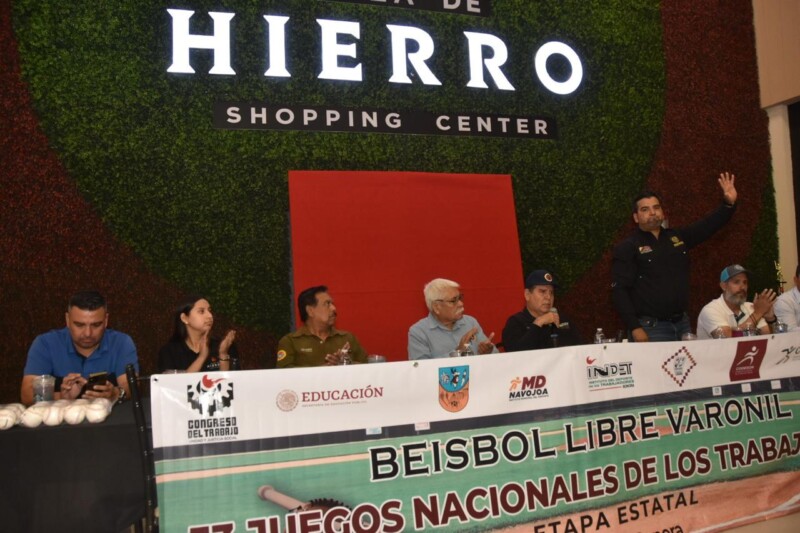 DE
HIERRO
SHOPPING CENTER
CONGRESO DEL TRABAJO
EDUCACIÓN
MD NAVOJOA
INDET
BEISBOL LIBRE VARONIL
JUEGOS NACIONALES DE LOS TRABAJ
ETAPA ESTATAL